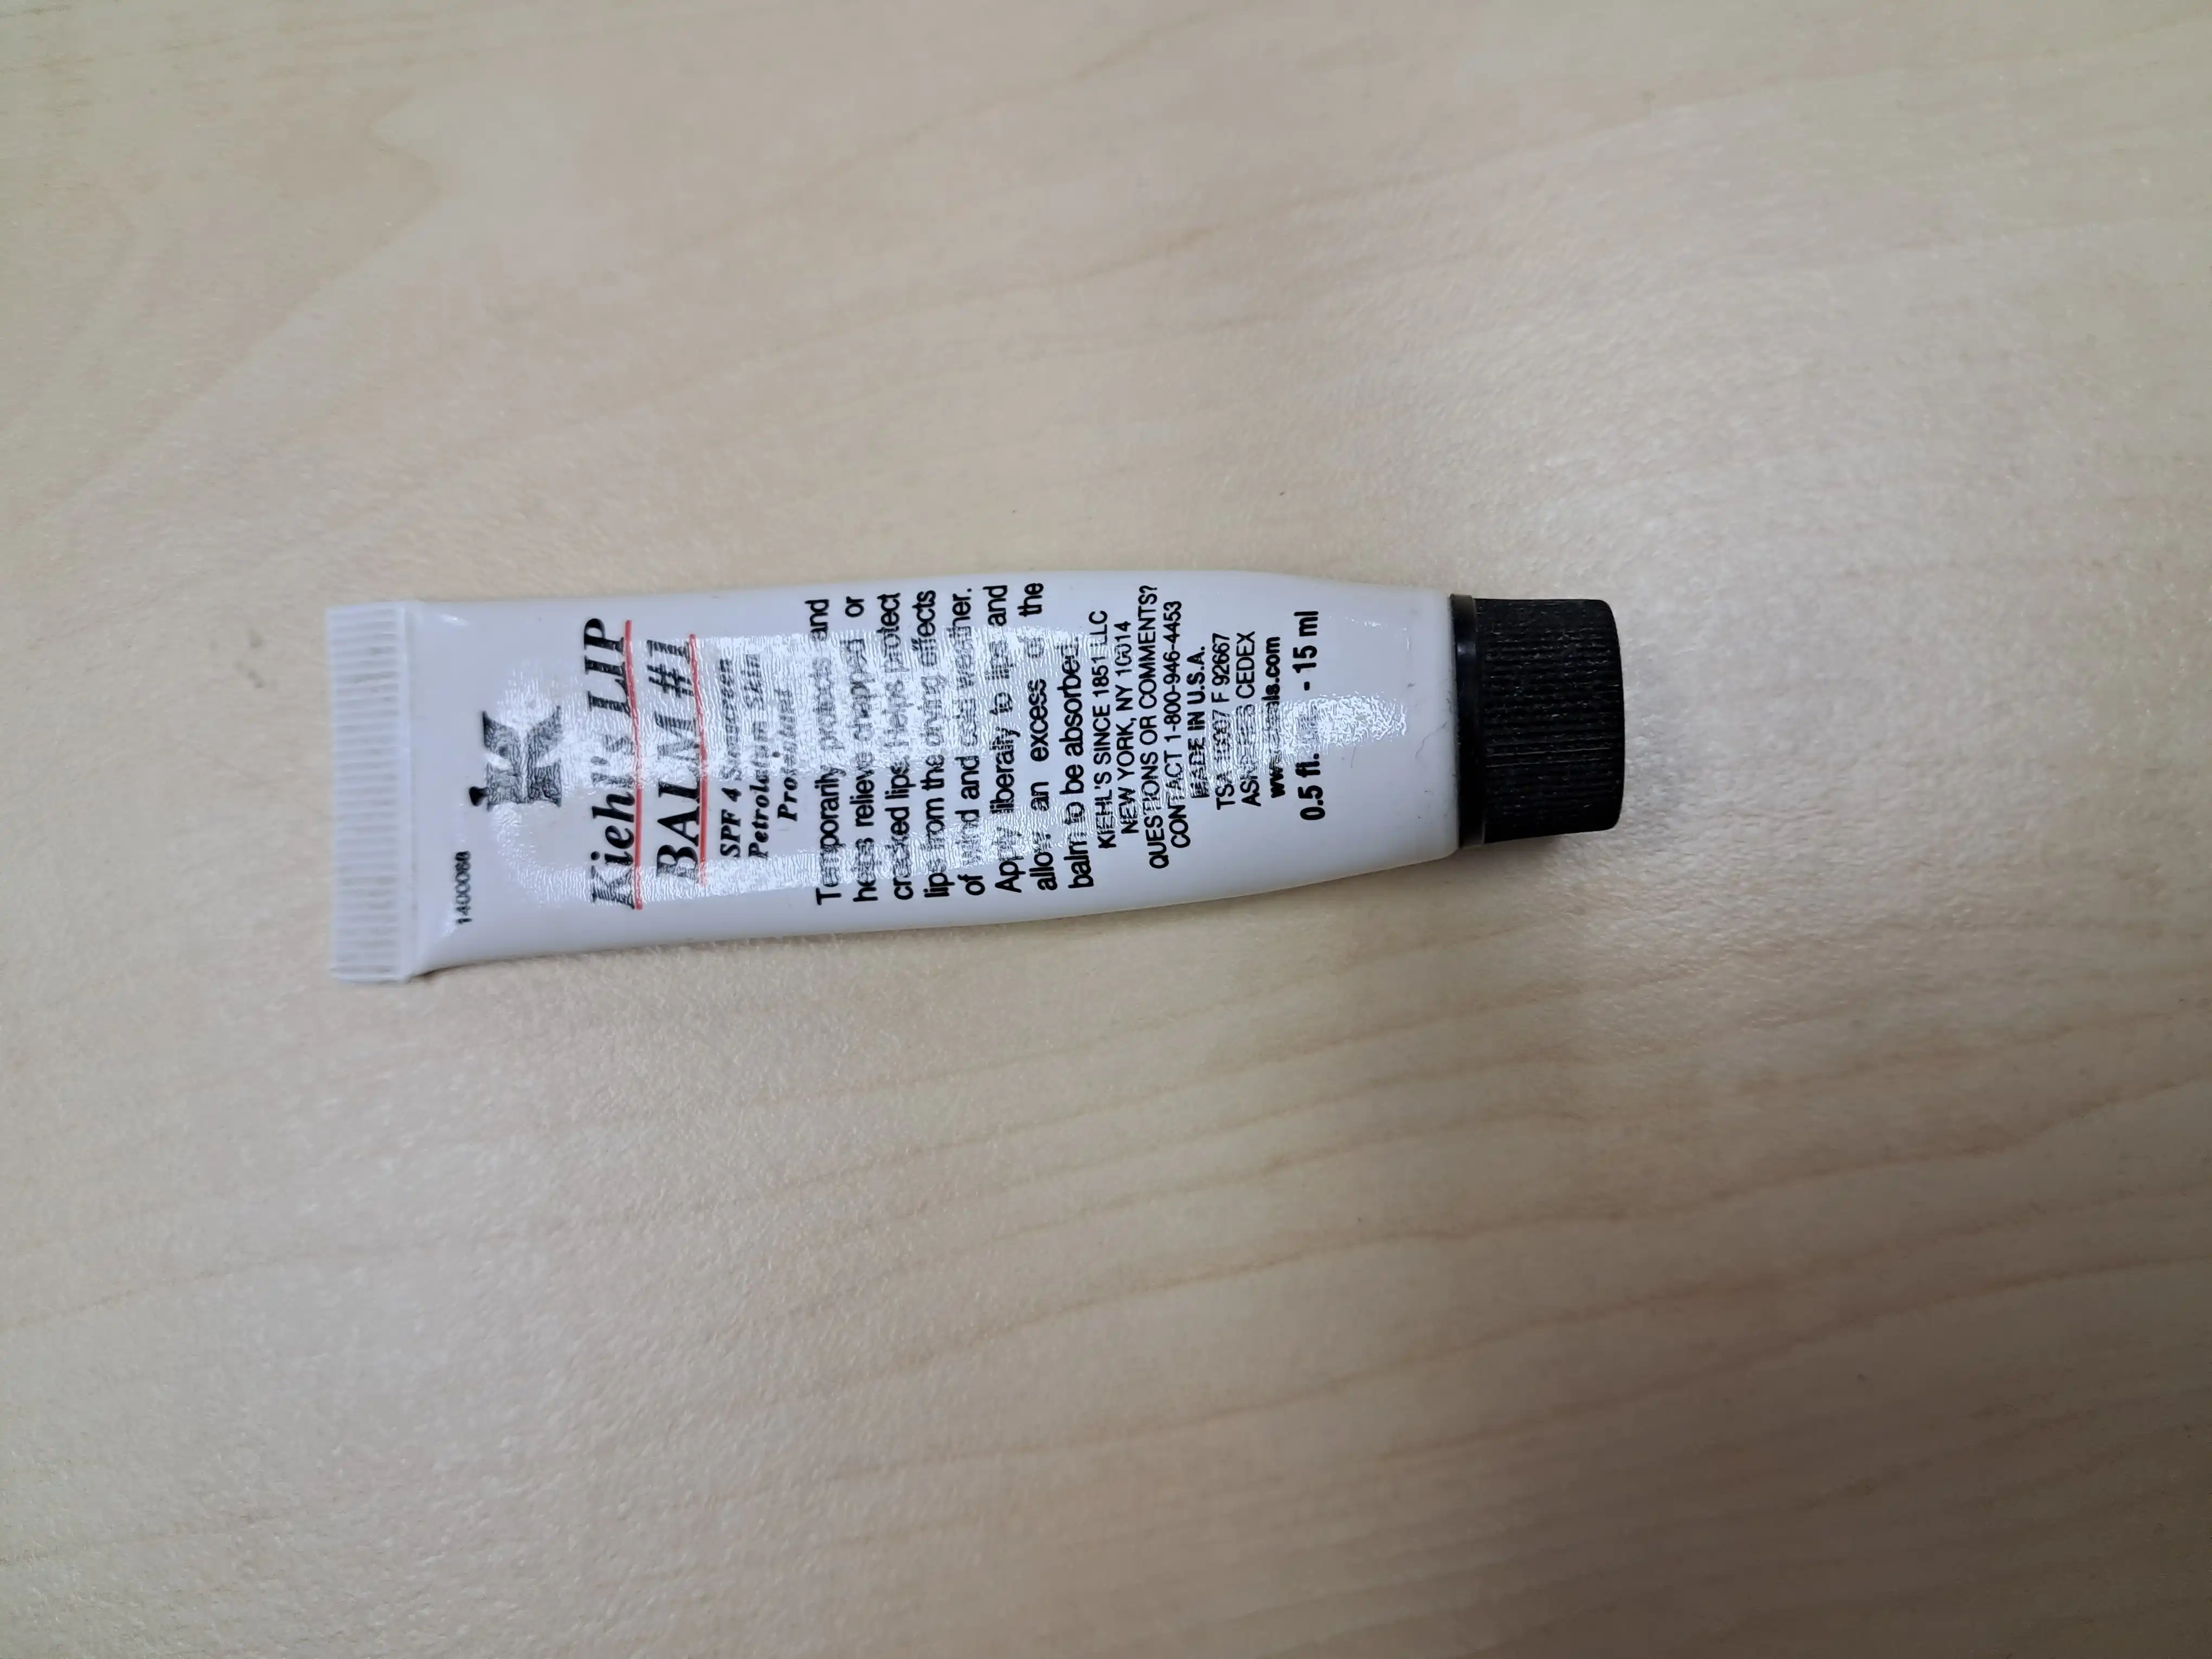 1400068
K
Kiehl's LIP
BALM #1
SPF 4 Sunscreen
Petrolatum Skin
Protectant
Temporarily protects and
helps relieve chapped or
cracked lips. Helps protect
lips from the drying effects
of wind and cold weather.
Apply liberally to lips and
allow an excess of the
balm to be absorbed.
KIEHL'S SINCE 1851 LLC
NEW YORK, NY 10014
QUESTIONS OR COMMENTS?
CONTACT 1-800-946-4453
MADE IN U.S.A.
TSA F 92667
CEDEX
0.5 fl. - 15 ml